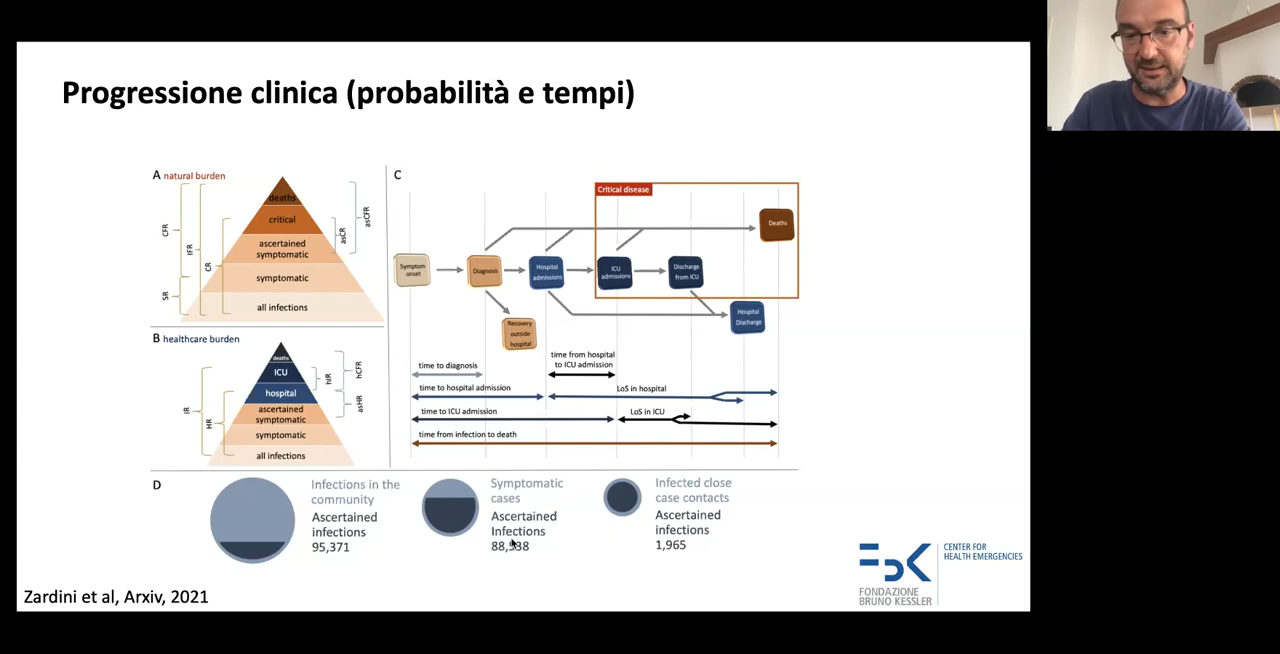 Progressione clinica (probabilità e tempi)
A natural burden
deaths
critical
ascertained
symptomatic
symptomatic
all infections
CFR
SR
IFR
CR
asCR
asCFR
B healthcare burden
deaths
ICU
hospital
ascertained
symptomatic
symptomatic
all infections
IR
HR
hIR
hCFR
asHR
C
Critical disease
Deaths
Symptom
onset
Diagnosis
Hospital
admissions
ICU
admissions
Discharge
from ICU
Recovery
outside
hospital
Hospital
Discharge
time to diagnosis
time from hospital
to ICU admission
time to hospital admission
LoS in hospital
time to ICU admission
LoS in ICU
time from infection to death
D
Infections in the
community
Ascertained
infections
95,371
Symptomatic
cases
Ascertained
Infections
Infected close
case contacts
Ascertained
infections
1,965
Zardini et al, Arxiv, 2021
FBK
FONDAZIONE
BRUNO KESSLER
CENTER FOR
HEALTH EMERGENCIES